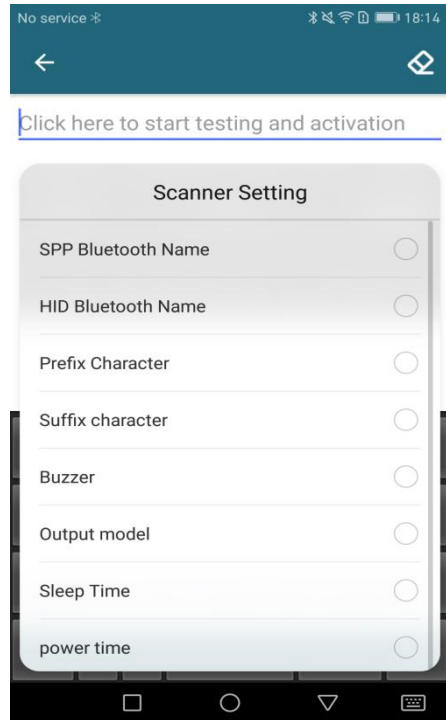 No service 18:14
Click here to start testing and activation
Scanner Setting
SPP Bluetooth Name
HID Bluetooth Name
Prefix Character
Suffix character
Buzzer
Output model
Sleep Time
power time